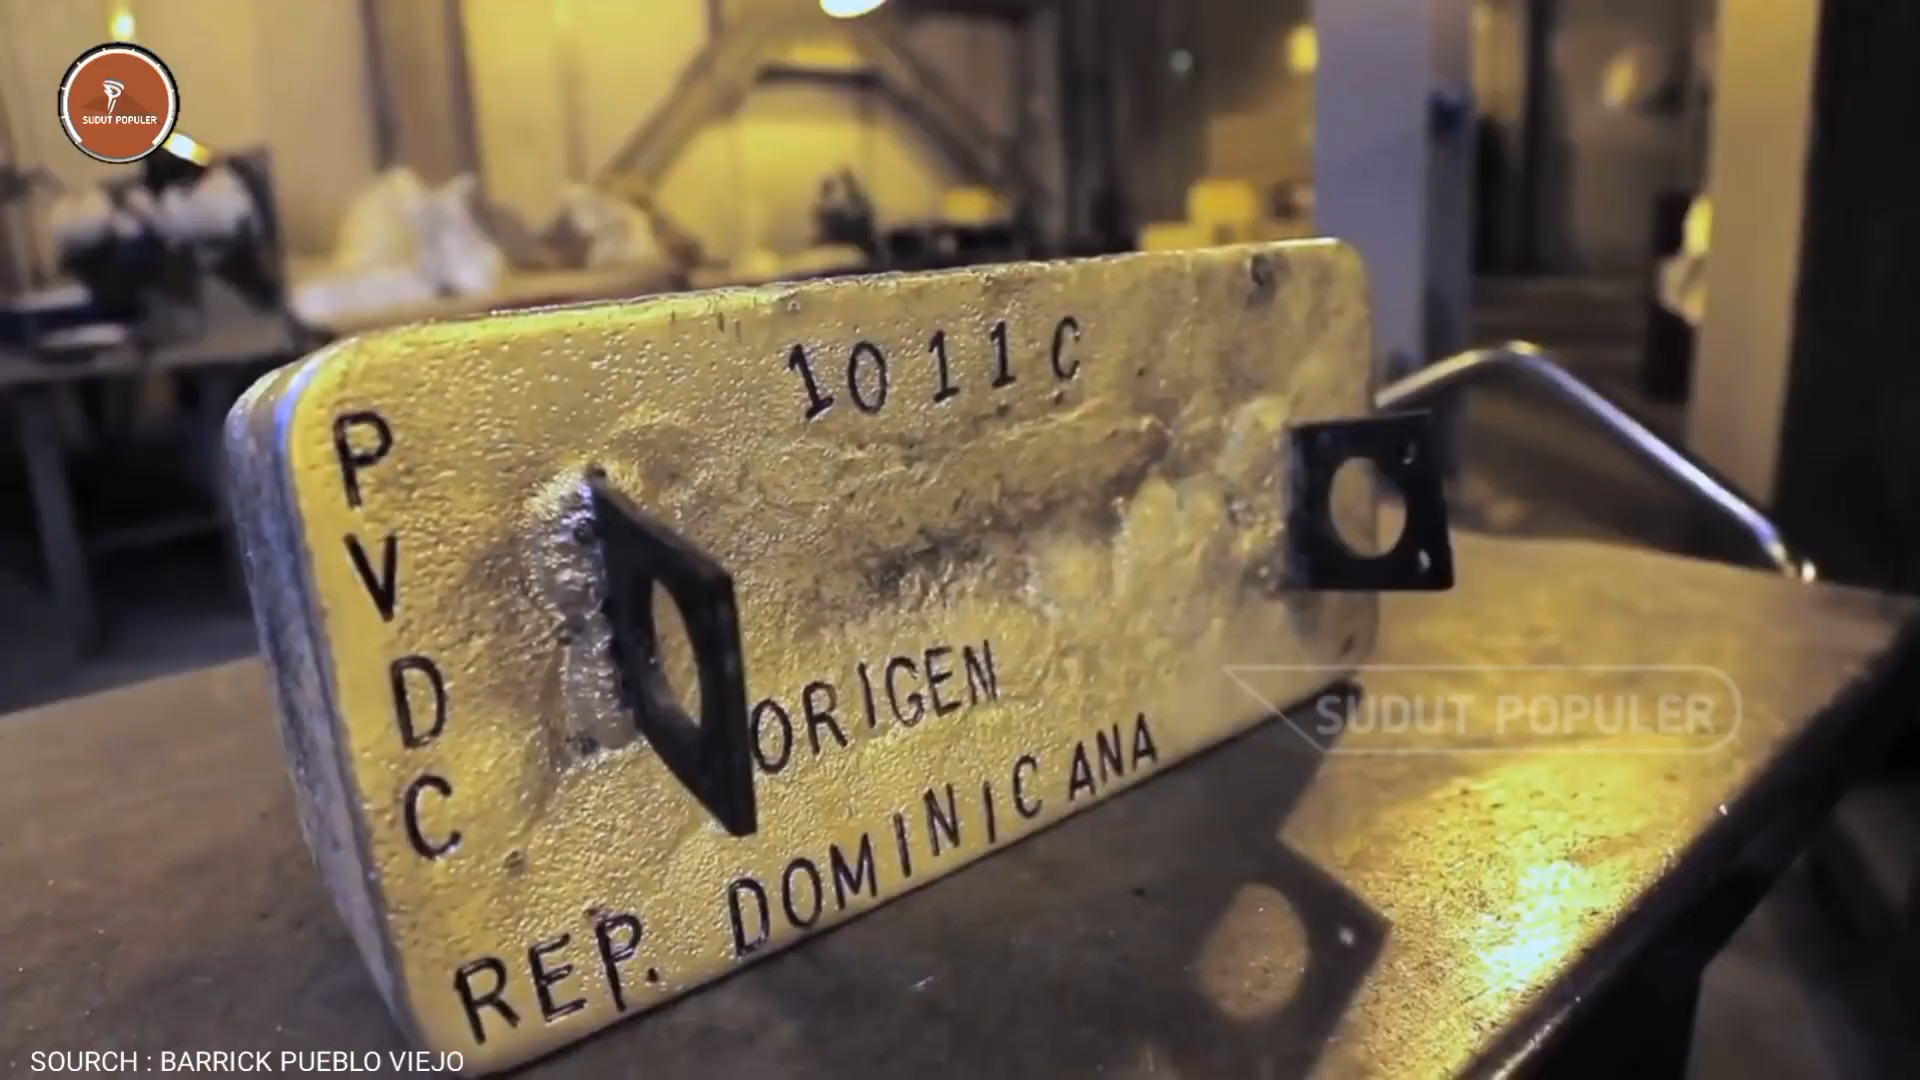 SUDUT POPULER
1011C
PVDC
ORIGEN
REP. DOMINICANA
SUDUT POPULER
SOURCH : BARRICK PUEBLO VIEJO